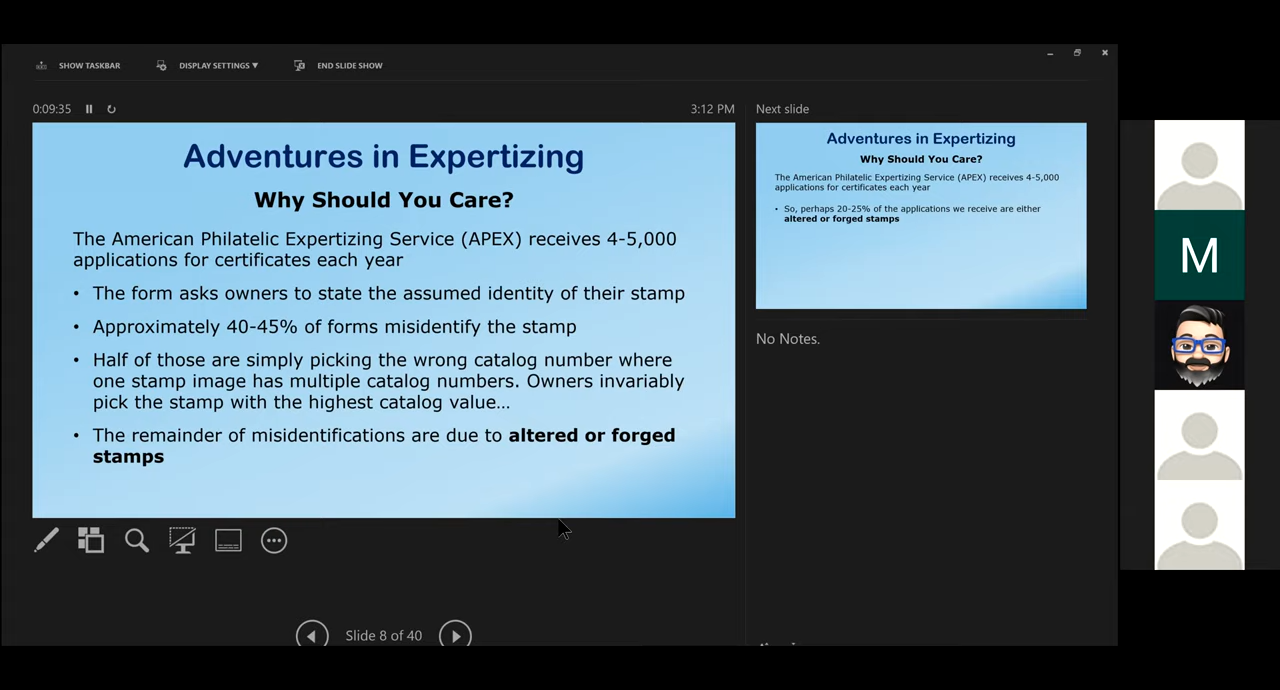 SHOW TASKBAR
DISPLAY SETTINGS ▼
END SLIDE SHOW
0:09:35
3:12 PM
Adventures in Expertizing
Why Should You Care?
The American Philatelic Expertizing Service (APEX) receives 4-5,000
applications for certificates each year
• The form asks owners to state the assumed identity of their stamp
• Approximately 40-45% of forms misidentify the stamp
• Half of those are simply picking the wrong catalog number where
one stamp image has multiple catalog numbers. Owners invariably
pick the stamp with the highest catalog value...
• The remainder of misidentifications are due to altered or forged
stamps
Slide 8 of 40
Next slide
Adventures in Expertizing
Why Should You Care?
The American Philatelic Expertizing Service (APEX) receives 4-5,000
applications for certificates each year
• So, perhaps 20-25% of the applications we receive are either
altered or forged stamps
No Notes.
M